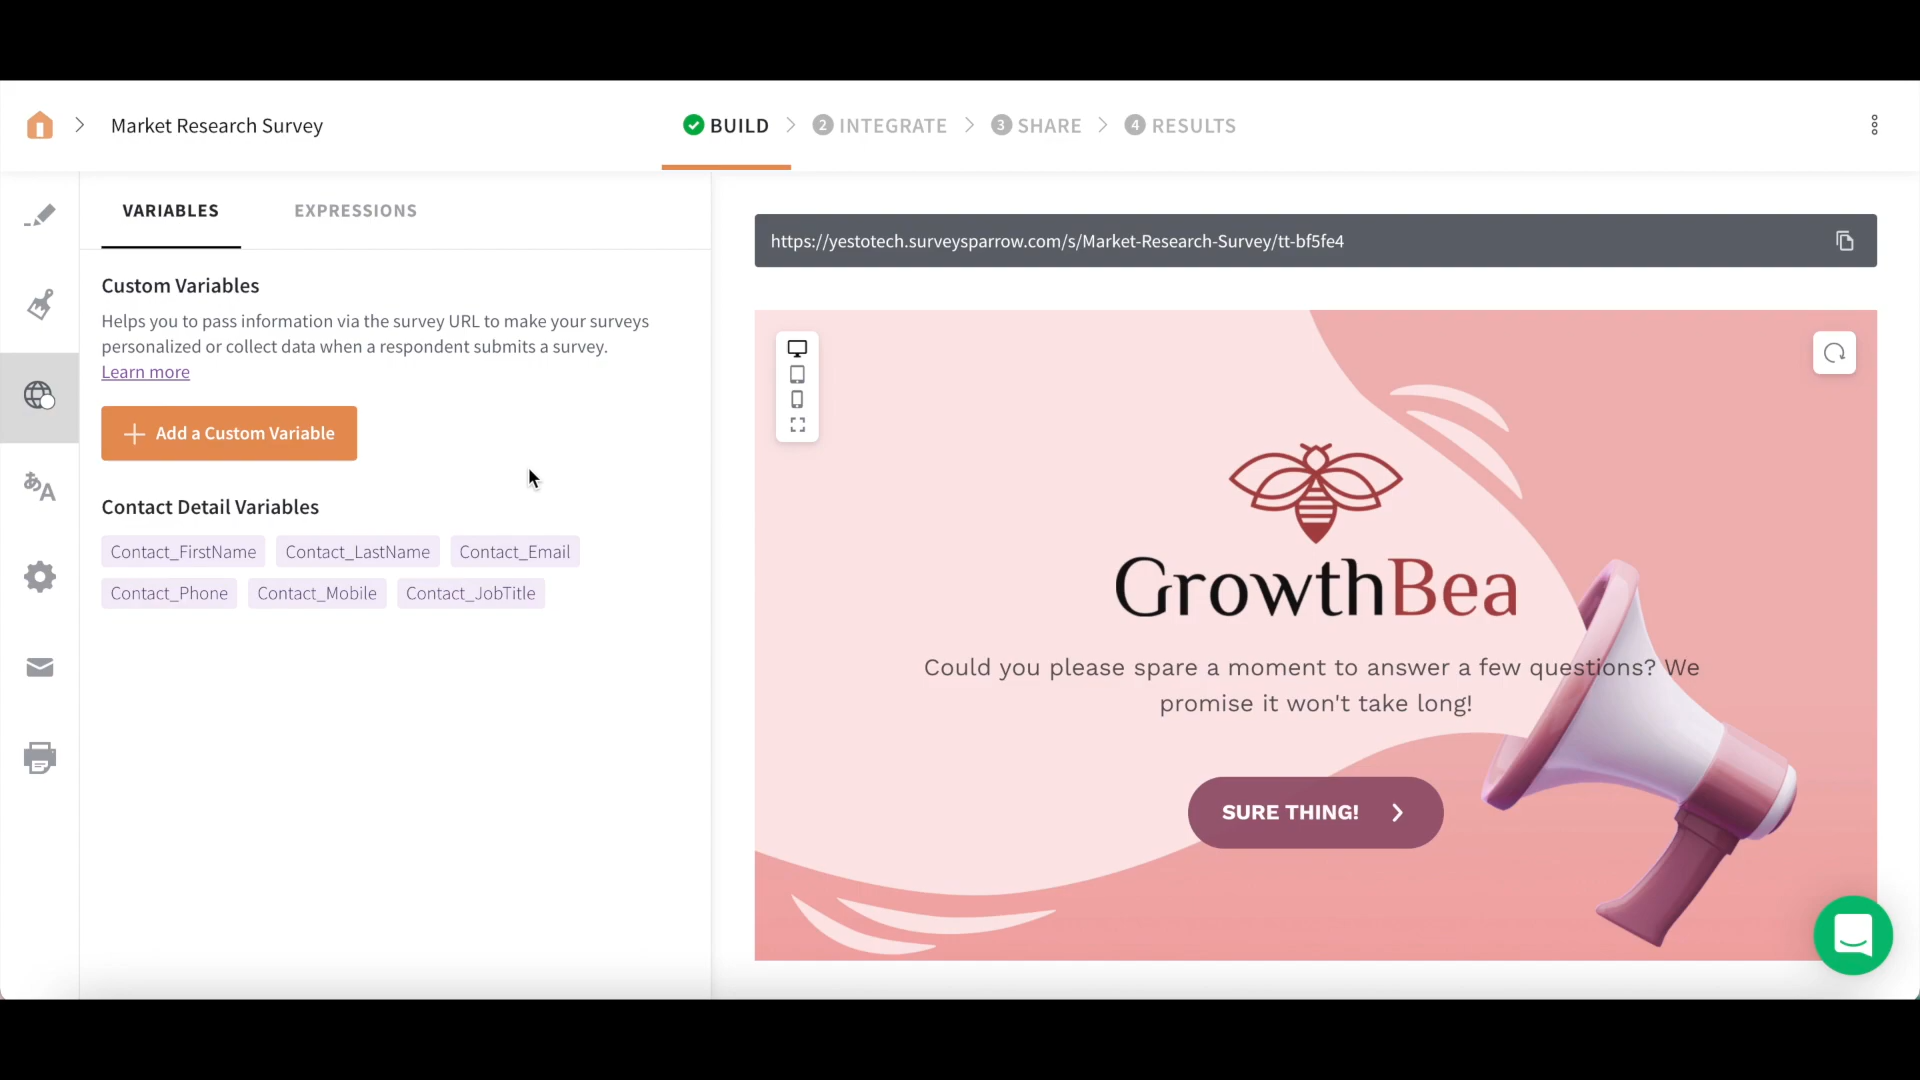 Market Research Survey
BUILD
2 INTEGRATE
3 SHARE
4 RESULTS
VARIABLES
EXPRESSIONS
Custom Variables
Helps you to pass information via the survey URL to make your surveys
personalized or collect data when a respondent submits a survey.
Learn more
Add a Custom Variable
Contact Detail Variables
Contact_FirstName Contact_LastName Contact_Email
Contact_Phone Contact_Mobile Contact_JobTitle
https://yestotech.surveysparrow.com/s/Market-Research-Survey/tt-bf5fe4
GrowthBea
Could you please spare a moment to answer a few questions? We
promise it won't take long!
SURE THING!
あA